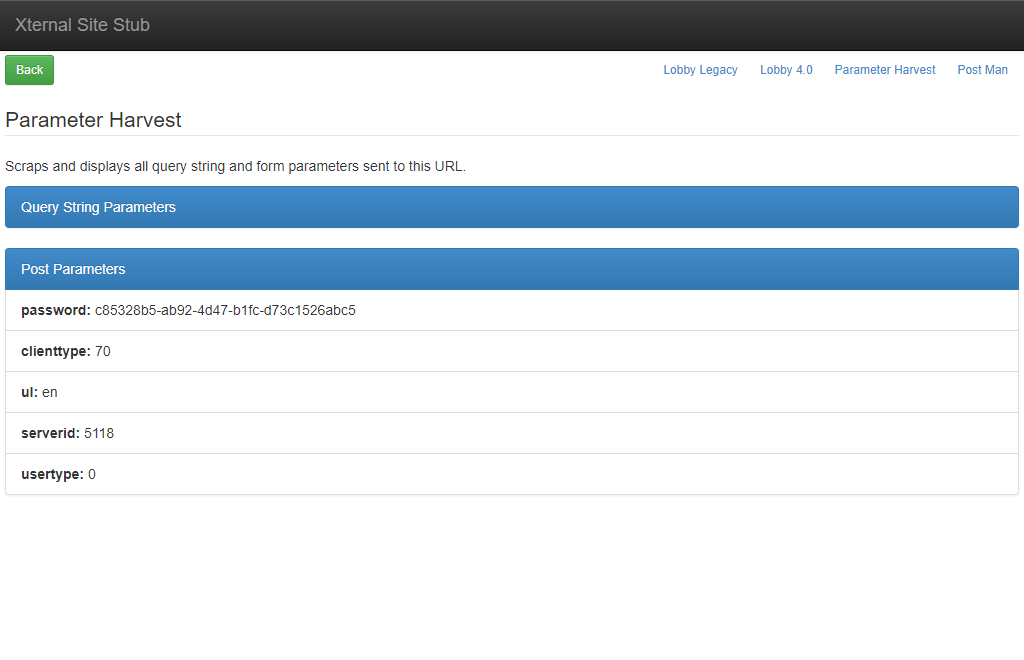 Xternal Site Stub
Back
Lobby Legacy Lobby 4.0 Parameter Harvest Post Man
Parameter Harvest
Scraps and displays all query string and form parameters sent to this URL.
Query String Parameters
Post Parameters
password: c85328b5-ab92-4d47-b1fc-d73c1526abc5
clienttype: 70
ul: en
serverid: 5118
usertype: 0